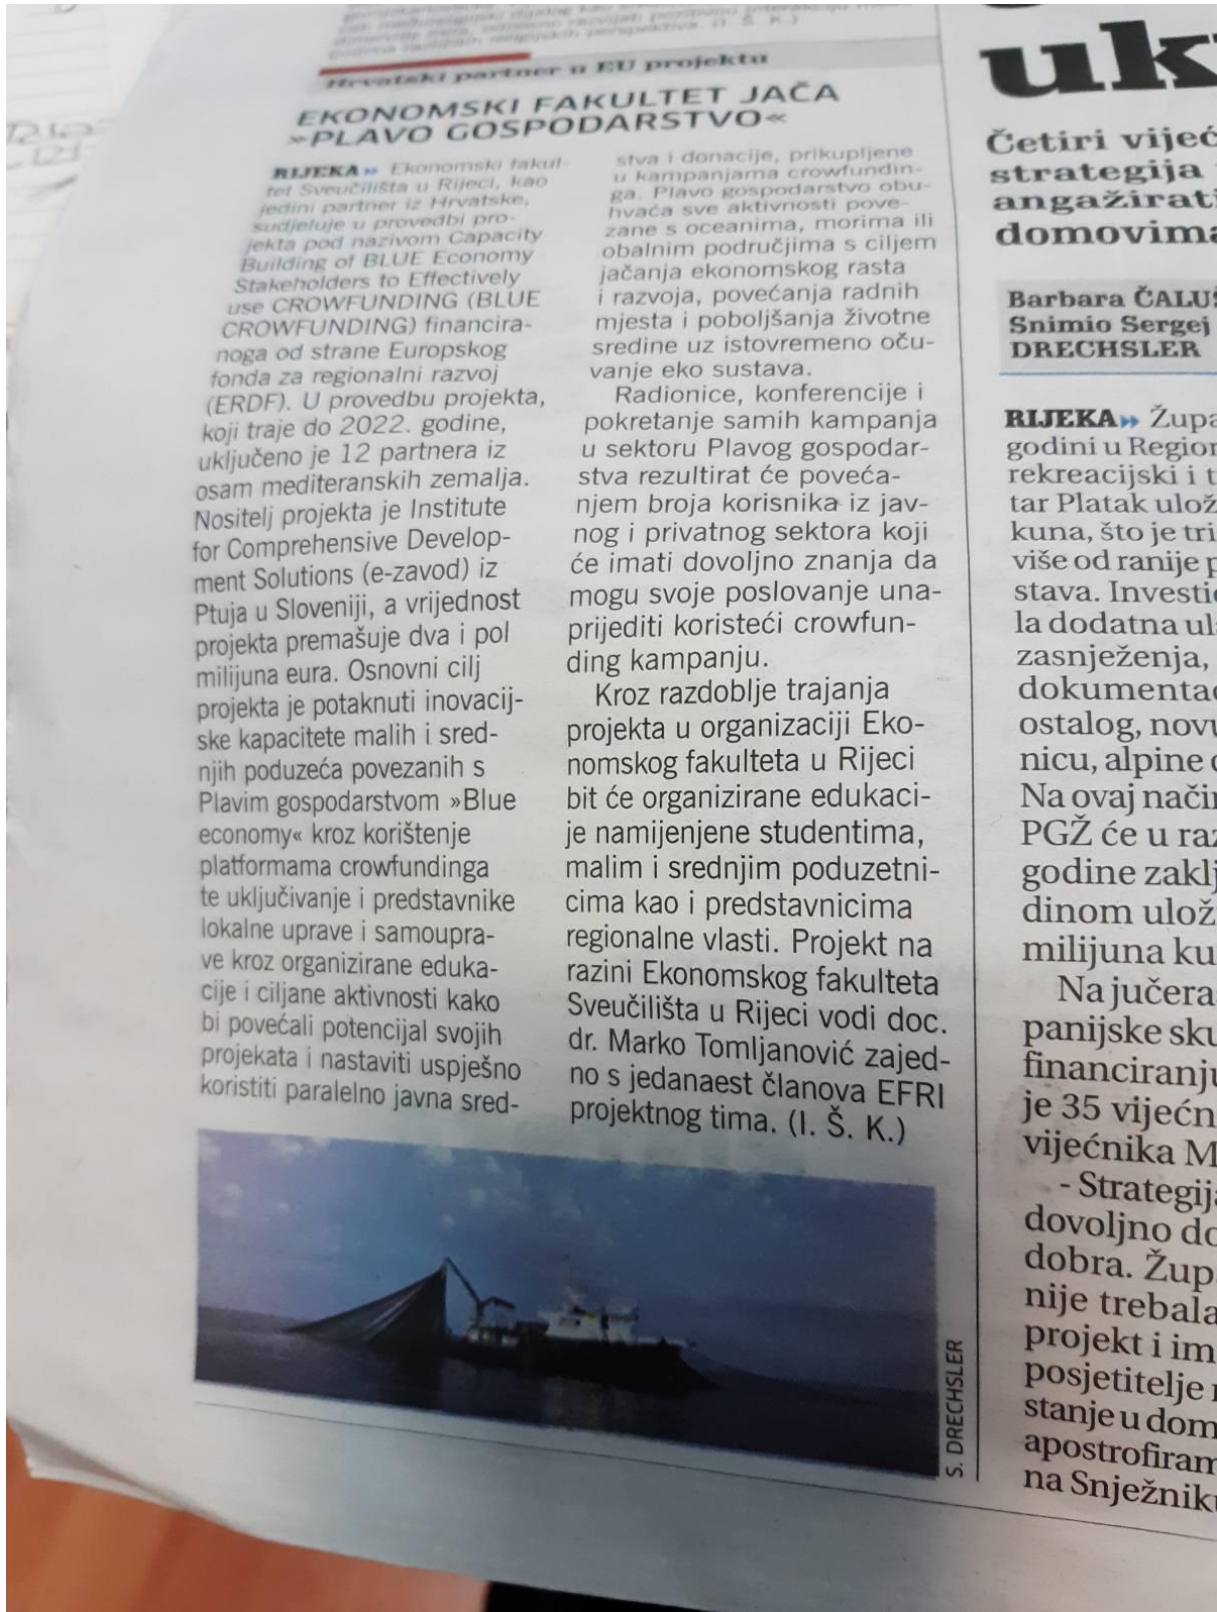 Hrvatski partner u EU projektu
EKONOMSKI FAKULTET JAČA
»PLAVO GOSPODARSTVO«
RIJEKA» Ekonomski fakul-
tet Sveučilišta u Rijeci, kao
jedini partner iz Hrvatske,
sudjeluje u provedbi pro-
jekta pod nazivom Capacity
Building of BLUE Economy
Stakeholders to Effectively
use CROWFUNDING (BLUE
CROWFUNDING) financira-
noga od strane Europskog
fonda za regionalni razvoj
(ERDF). U provedbu projekta,
koji traje do 2022. godine,
uključeno je 12 partnera iz
osam mediteranskih zemalja.
Nositelj projekta je Institute
for Comprehensive Develop-
ment Solutions (e-zavod) iz
Ptuja u Sloveniji, a vrijednost
projekta premašuje dva i pol
milijuna eura. Osnovni cilj
projekta je potaknuti inovacij-
ske kapacitete malih i sred-
njih poduzeća povezanih s
Plavim gospodarstvom »Blue
economy« kroz korištenje
platformama crowfundinga
te uključivanje i predstavnike
lokalne uprave i samoupra-
ve kroz organizirane eduka-
cije i ciljane aktivnosti kako
bi povećali potencijal svojih
projekata i nastaviti uspješno
koristiti paralelno javna sred-
stva i donacije, prikupljene
u kampanjama crowfundin-
ga. Plavo gospodarstvo obu-
hvaća sve aktivnosti pove-
zane s oceanima, morima ili
obalnim područjima s ciljem
jačanja ekonomskog rasta
i razvoja, povećanja radnih
mjesta i poboljšanja životne
sredine uz istovremeno oču-
vanje eko sustava.
Radionice, konferencije i
pokretanje samih kampanja
u sektoru Plavog gospodar-
stva rezultirat će poveća-
njem broja korisnika iz jav-
nog i privatnog sektora koji
će imati dovoljno znanja da
mogu svoje poslovanje una-
prijediti koristeći crowfun-
ding kampanju.
Kroz razdoblje trajanja
projekta u organizaciji Eko-
nomskog fakulteta u Rijeci
bit će organizirane edukaci-
je namijenjene studentima,
malim i srednjim poduzetni-
cima kao i predstavnicima
regionalne vlasti. Projekt na
razini Ekonomskog fakulteta
Sveučilišta u Rijeci vodi doc.
dr. Marko Tomljanović zajed-
no s jedanaest članova EFRI
projektnog tima. (I. Š. K.)
S. DRECHSLER
uk
Četiri vijeć
strategija
angažirati
domovima
Barbara ČALUŠ
Snimio Sergej
DRECHSLER
RIJEKA» Župa
godini u Region
rekreacijski i t
tar Platak ulož
kuna, što je tri
više od ranije p
stava. Investic
la dodatna ul
zasnježenja,
dokumentac
ostalog, novu
nicu, alpine
Na ovaj način
PGŽ će u raz
godine zaklj
dinom ulož
milijuna ku
Na jučera
panijske sku
financiranju
je 35 vijećn
vijećnika M
- Strategija
dovoljno do
dobra. Župa
nije trebala
projekt i im
posjetitelje
stanje u dom
apostrofiram
na Snježniku